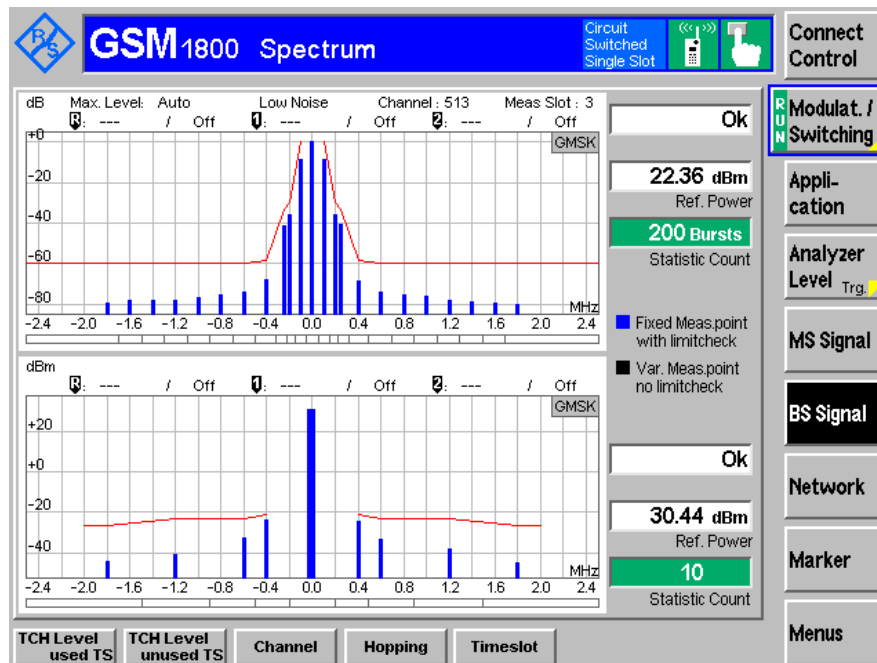 R/S
GSM 1800 Spectrum
Circuit
Switched
Single Slot
Connect
Control
dB Max. Level: Auto Low Noise Channel : 513 Meas Slot : 3
R: --- / Off 1: --- / Off 2: --- / Off
GMSK
+0
-20
-40
-60
-80
MHz
-2.4 -2.0 -1.6 -1.2 -0.8 -0.4 0.0 0.4 0.8 1.2 1.6 2.0 2.4
Ok
22.36 dBm
Ref. Power
200 Bursts
Statistic Count
Fixed Meas.point
with limitcheck
Var. Meas.point
no limitcheck
dBm
R: --- / Off 1: --- / Off 2: --- / Off
GMSK
+20
+0
-20
-40
MHz
-2.4 -2.0 -1.6 -1.2 -0.8 -0.4 0.0 0.4 0.8 1.2 1.6 2.0 2.4
Ok
30.44 dBm
Ref. Power
10
Statistic Count
RUN
Modulat. /
Switching
Appli-
cation
Analyzer
Level Trg.
MS Signal
BS Signal
Network
Marker
Menus
TCH Level
used TS
TCH Level
unused TS
Channel
Hopping
Timeslot